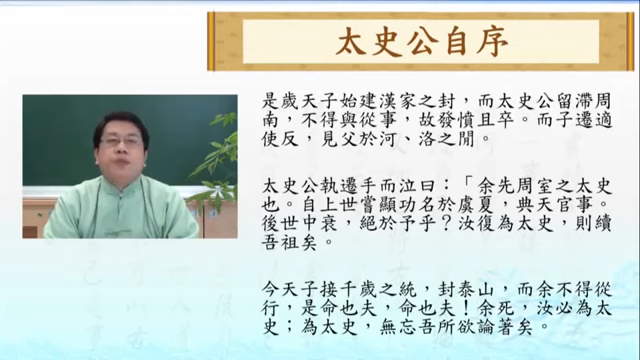 太史公自序
是歲天子始建漢家之封，而太史公留滯周
南，不得與從事，故發憤且卒。而子遷適
使反，見父於河、洛之閒。
太史公執遷手而泣曰：「余先周室之太史
也。自上世嘗顯功名於虞夏，典天官事。
後世中衰，絕於予乎？汝復為太史，則續
吾祖矣。
今天子接千歲之統，封泰山，而余不得從
行，是命也夫，命也夫！余死，汝必為太
史；為太史，無忘吾所欲論著矣。